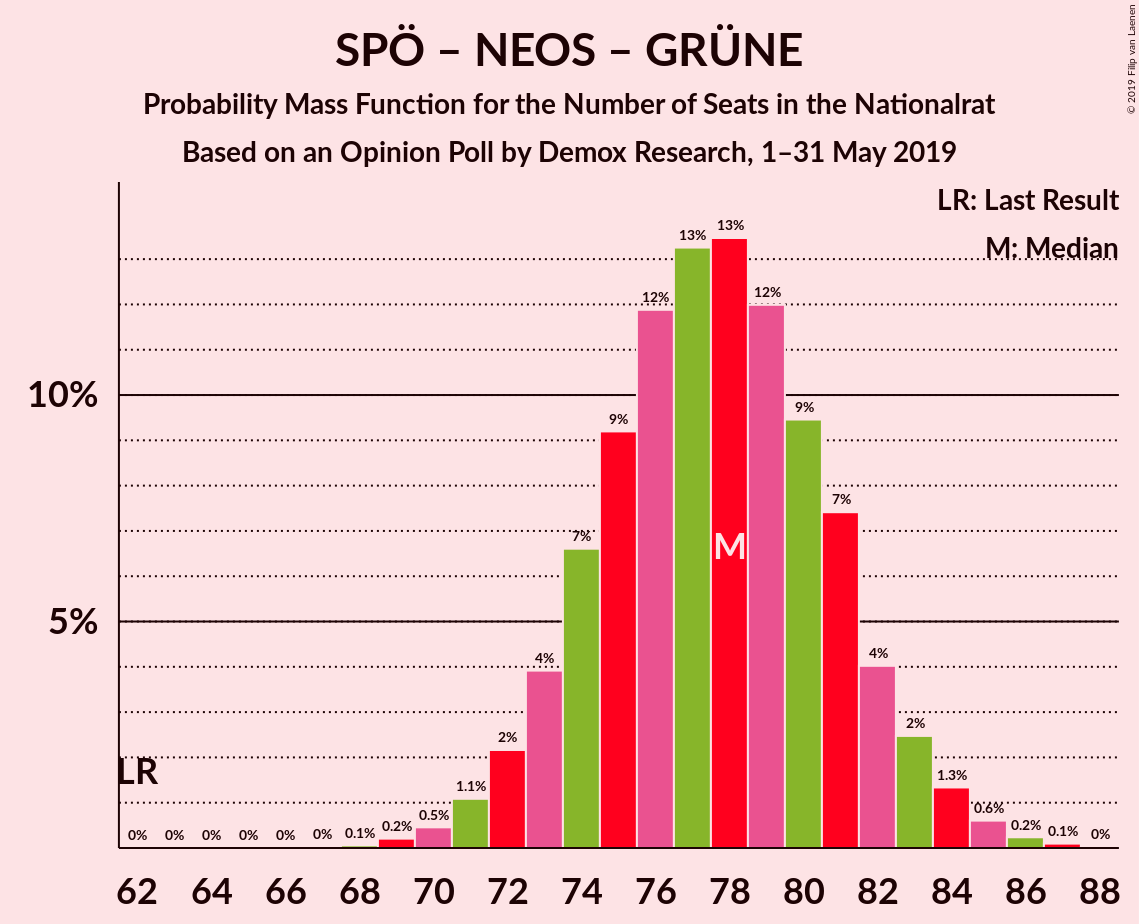 SPÖ – NEOS – GRÜNE
Probability Mass Function for the Number of Seats in the Nationalrat
Based on an Opinion Poll by Demox Research, 1–31 May 2019
© 2019 Filip van Laenen
LR: Last Result
M: Median
10%
5%
LR
M
0% 0% 0% 0% 0% 0% 0.1% 0.2% 0.5% 1.1% 2% 4% 7% 9% 12% 13% 13% 12% 9% 7% 4% 2% 1.3% 0.6% 0.2% 0.1% 0%
62 64 66 68 70 72 74 76 78 80 82 84 86 88